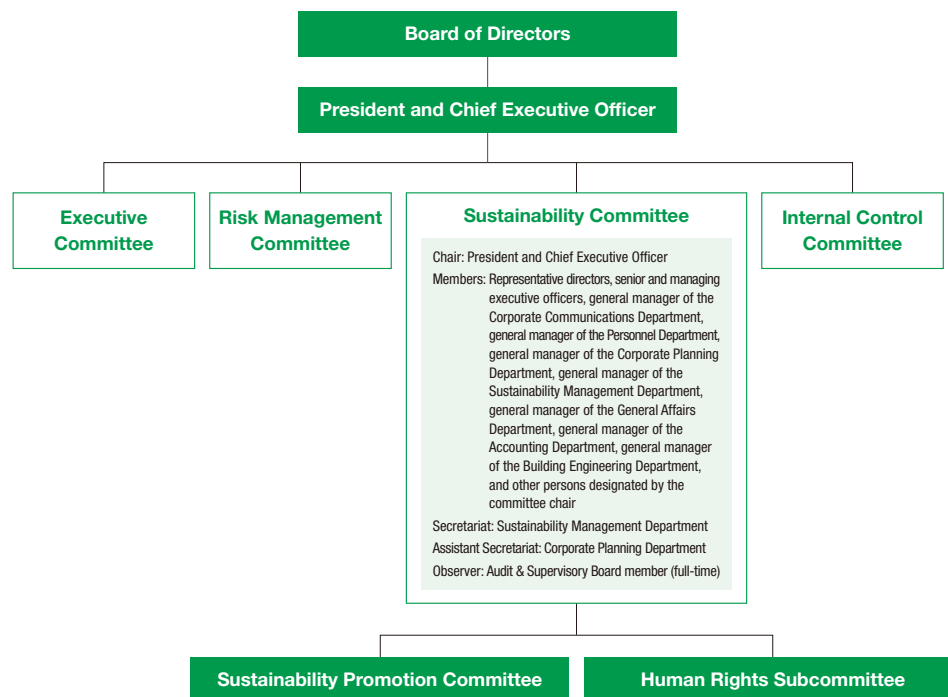 Board of Directors
President and Chief Executive Officer
Executive
Committee
Risk Management
Committee
Sustainability Committee
Chair: President and Chief Executive Officer
Members: Representative directors, senior and managing
executive officers, general manager of the
Corporate Communications Department,
general manager of the Personnel Department,
general manager of the Corporate Planning
Department, general manager of the
Sustainability Management Department,
general manager of the General Affairs
Department, general manager of the
Accounting Department, general manager
of the Building Engineering Department,
and other persons designated by the
committee chair
Secretariat: Sustainability Management Department
Assistant Secretariat: Corporate Planning Department
Observer: Audit & Supervisory Board member (full-time)
Internal Control
Committee
Sustainability Promotion Committee
Human Rights Subcommittee